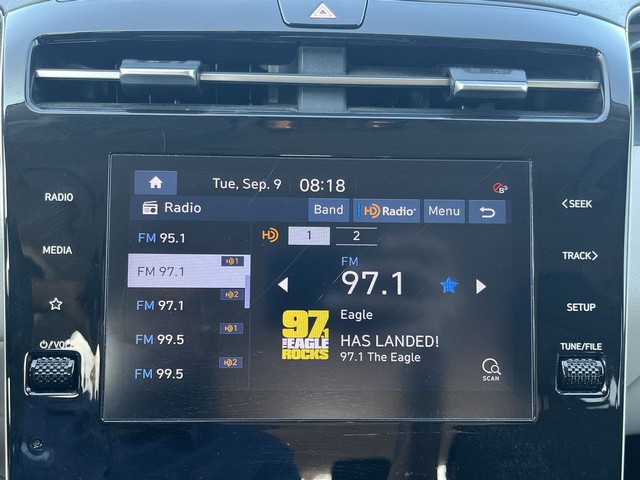 Tue, Sep. 9 08:18
Radio Band HD Radio Menu
RADIO
MEDIA
VOL
SEEK
TRACK
SETUP
TUNE/FILE
FM 95.1
FM 97.1 HD1
FM 97.1 HD2
FM 99.5 HD1
FM 99.5 HD2
HD 1 2
FM
97.1
Eagle
HAS LANDED!
97.1 The Eagle
97.1
THE EAGLE
ROCKS
SCAN